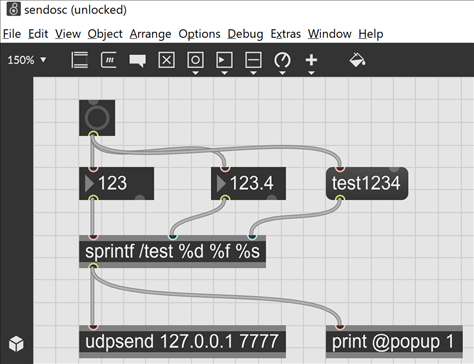 sendosc (unlocked)
File Edit View Object Arrange Options Debug Extras Window Help
150%
123 123.4 test1234
sprintf /test %d %f %s
udpsend 127.0.0.1 7777 print @popup 1